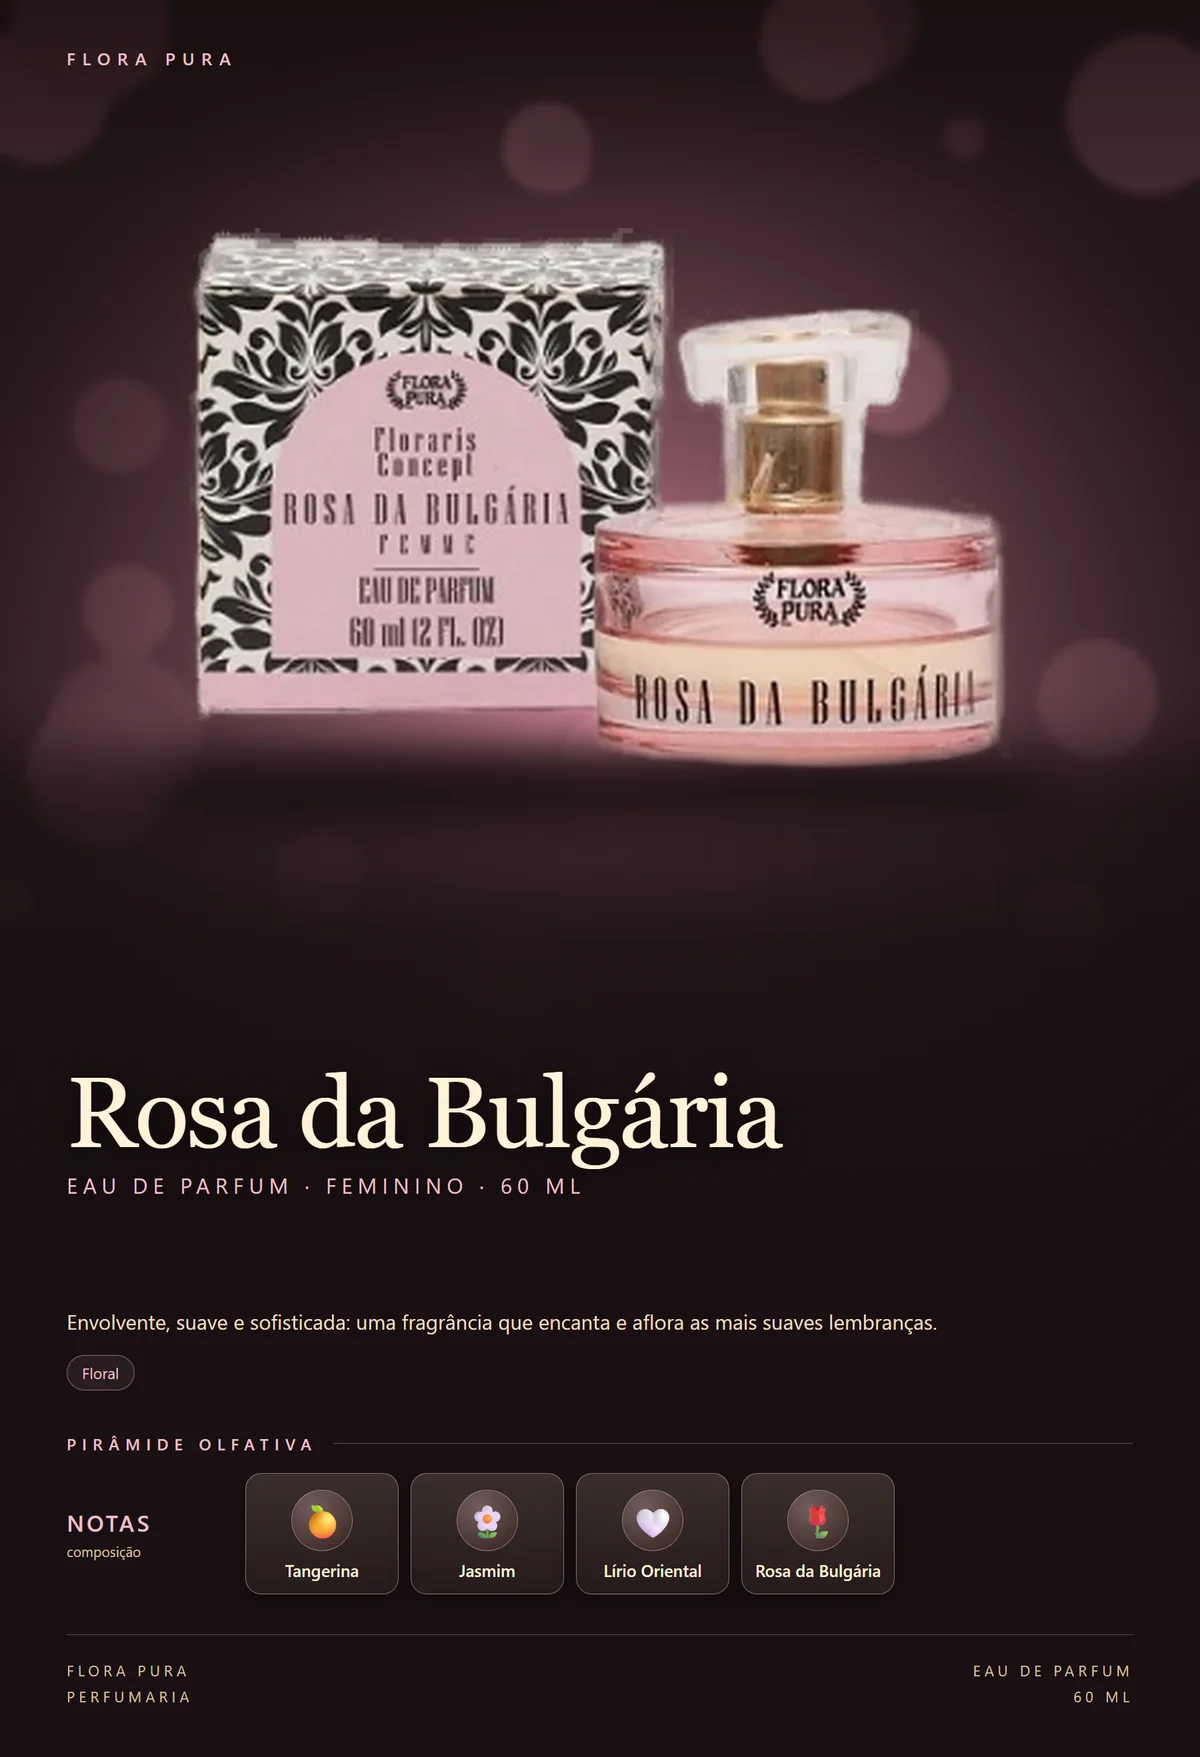 FLORA PURA
FLORA
PURA
Floraris
Concept
ROSA DA BULGÁRIA
FEMME
EAU DE PARFUM
60 ml (2 FL. OZ)
FLORA
PURA
ROSA DA BULGÁRIA
Rosa da Bulgária
EAU DE PARFUM · FEMININO · 60 ML
Envolvente, suave e sofisticada: uma fragrância que encanta e aflora as mais suaves lembranças.
Floral
PIRÂMIDE OLFATIVA
NOTAS
composição
Tangerina
Jasmim
Lírio Oriental
Rosa da Bulgária
FLORA PURA
PERFUMARIA
EAU DE PARFUM
60 ML